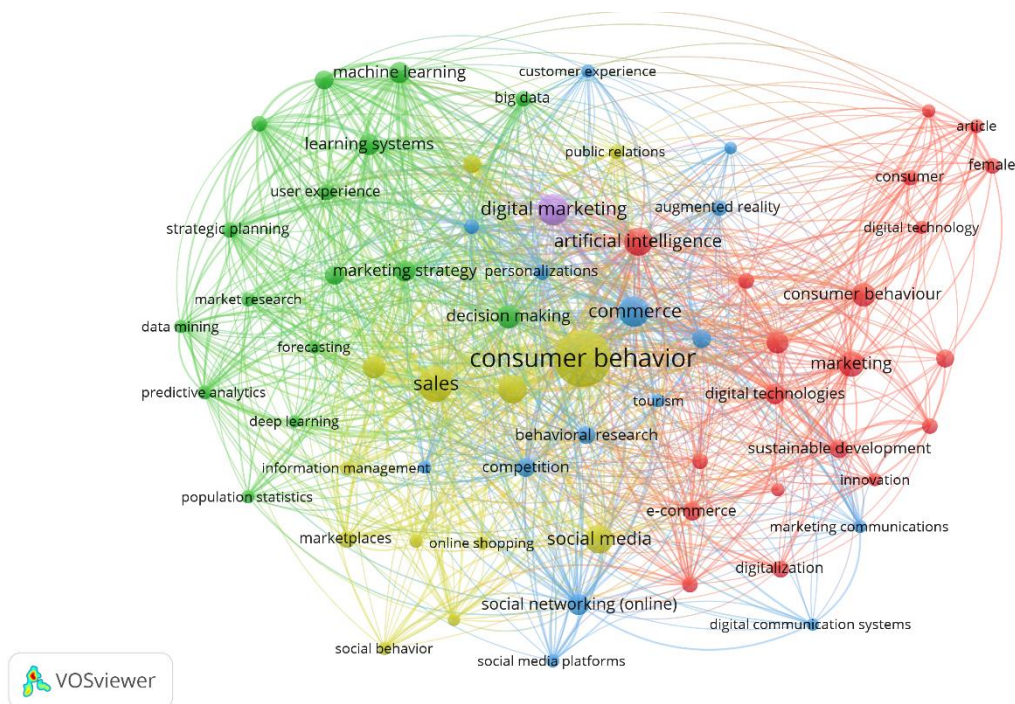 machine learning
customer experience
big data
article
learning systems
public relations
female
consumer
user experience
digital marketing
augmented reality
strategic planning
artificial intelligence
digital technology
marketing strategy
personalizations
market research
consumer behaviour
data mining
decision making
commerce
forecasting
consumer behavior
marketing
sales
predictive analytics
digital technologies
tourism
deep learning
behavioral research
sustainable development
information management
competition
innovation
population statistics
e-commerce
marketing communications
marketplaces
online shopping
social media
digitalization
social networking (online)
digital communication systems
social behavior
social media platforms
VOSviewer